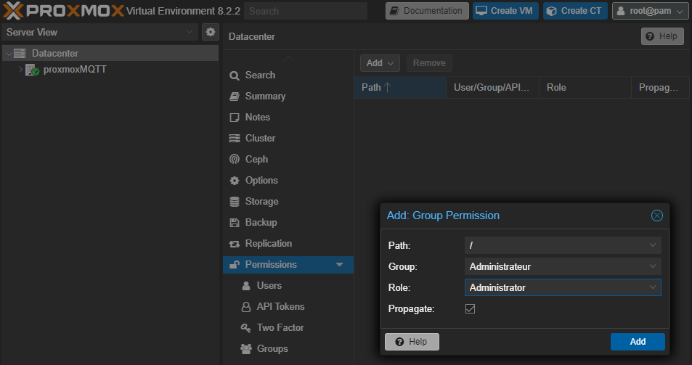 PROXMOX Virtual Environment 8.2.2 Search Documentation Create VM Create CT root@pam
Server View Datacenter Help
Datacenter
proxmoxMQTT
Add Remove
Path User/Group/API... Role Propag...
Search
Summary
Notes
Cluster
Ceph
Options
Storage
Backup
Replication
Permissions
Users
API Tokens
Two Factor
Groups
Add: Group Permission
Path: /
Group: Administrateur
Role: Administrator
Propagate:
Help Add